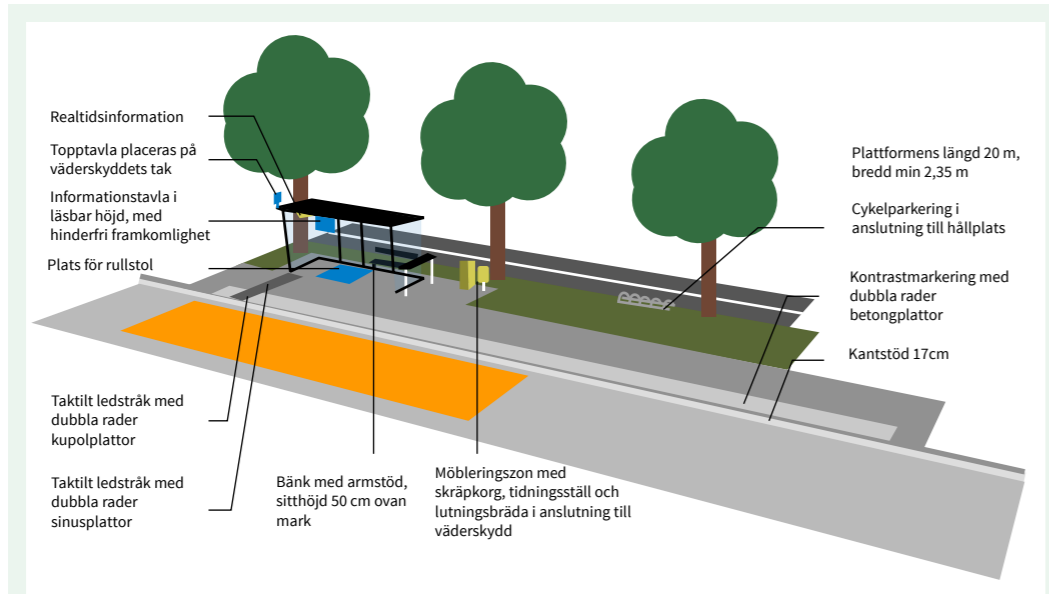 Realtidsinformation
Topptavla placeras på
väderskyddets tak
Informationstavla i
läsbar höjd, med
hinderfri framkomlighet
Plats för rullstol
Taktilt ledstråk med
dubbla rader
kupolplattor
Taktilt ledstråk med
dubbla rader
sinusplattor
Bänk med armstöd,
sitthöjd 50 cm ovan
mark
Möbleringszon med
skräpkorg, tidningsställ och
lutningsbräda i anslutning till
väderskydd
Plattformens längd 20 m,
bredd min 2,35 m
Cykelparkering i
anslutning till hållplats
Kontrastmarkering med
dubbla rader
betongplattor
Kantstöd 17cm